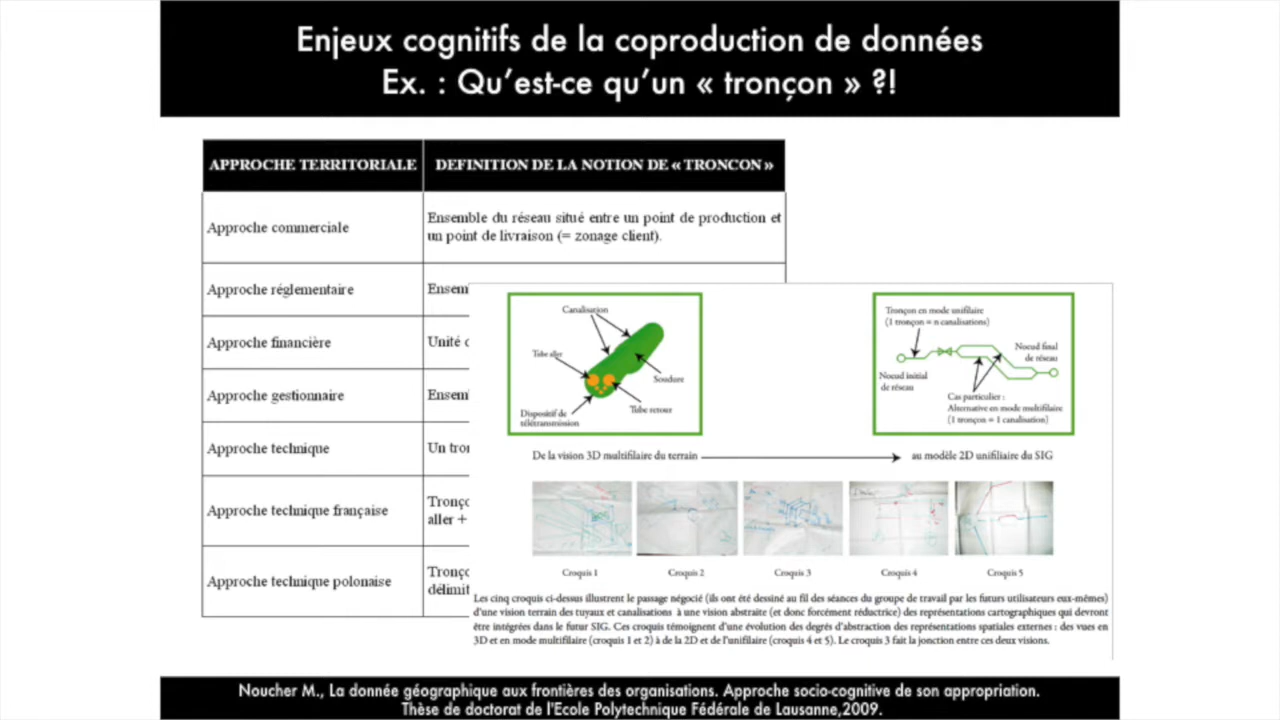 Enjeux cognitifs de la coproduction de données
Ex. : Qu'est-ce qu'un « tronçon » ?!
APPROCHE TERRITORIALE
DEFINITION DE LA NOTION DE « TRONCON »
Approche commerciale
Ensemble du réseau situé entre un point de production et
un point de livraison (= zonage client).
Approche réglementaire
Ensem
Approche financière
Unité
Approche gestionnaire
Ensem
Approche technique
Un tron
Approche technique française
Tronço
aller +
Approche technique polonaise
Tronço
délimit
Canalisation
Tube aller
Soudure
Tube retour
Dispositif de
télétransmission
Tronçon en mode unifilaire
(1 tronçon = n canalisations)
Noeud final
de réseau
Noeud initial
de réseau
Cas particulier :
Alternative en mode multifilaire
(1 tronçon = 1 canalisation)
De la vision 3D multifilaire du terrain
au modèle 2D unifiliaire du SIG
Croquis 1
Croquis 2
Croquis 3
Croquis 4
Croquis 5
Les cinq croquis ci-dessus illustrent le passage négocié (ils ont été dessiné au fil des séances du groupe de travail par les futurs utilisateurs eux-mêmes)
d'une vision terrain des tuyaux et canalisations à une vision abstraite (et donc forcément réductrice) des représentations cartographiques qui devront
être intégrées dans le futur SIG. Ces croquis témoignent d'une évolution des degrés d'abstraction des représentations spatiales externes : des vues en
3D et en mode multifilaire (croquis 1 et 2) à de la 2D et de l'unifilaire (croquis 4 et 5). Le croquis 3 fait la jonction entre ces deux visions.
Noucher M., La donnée géographique aux frontières des organisations. Approche socio-cognitive de son appropriation.
Thèse de doctorat de l'Ecole Polytechnique Fédérale de Lausanne,2009.